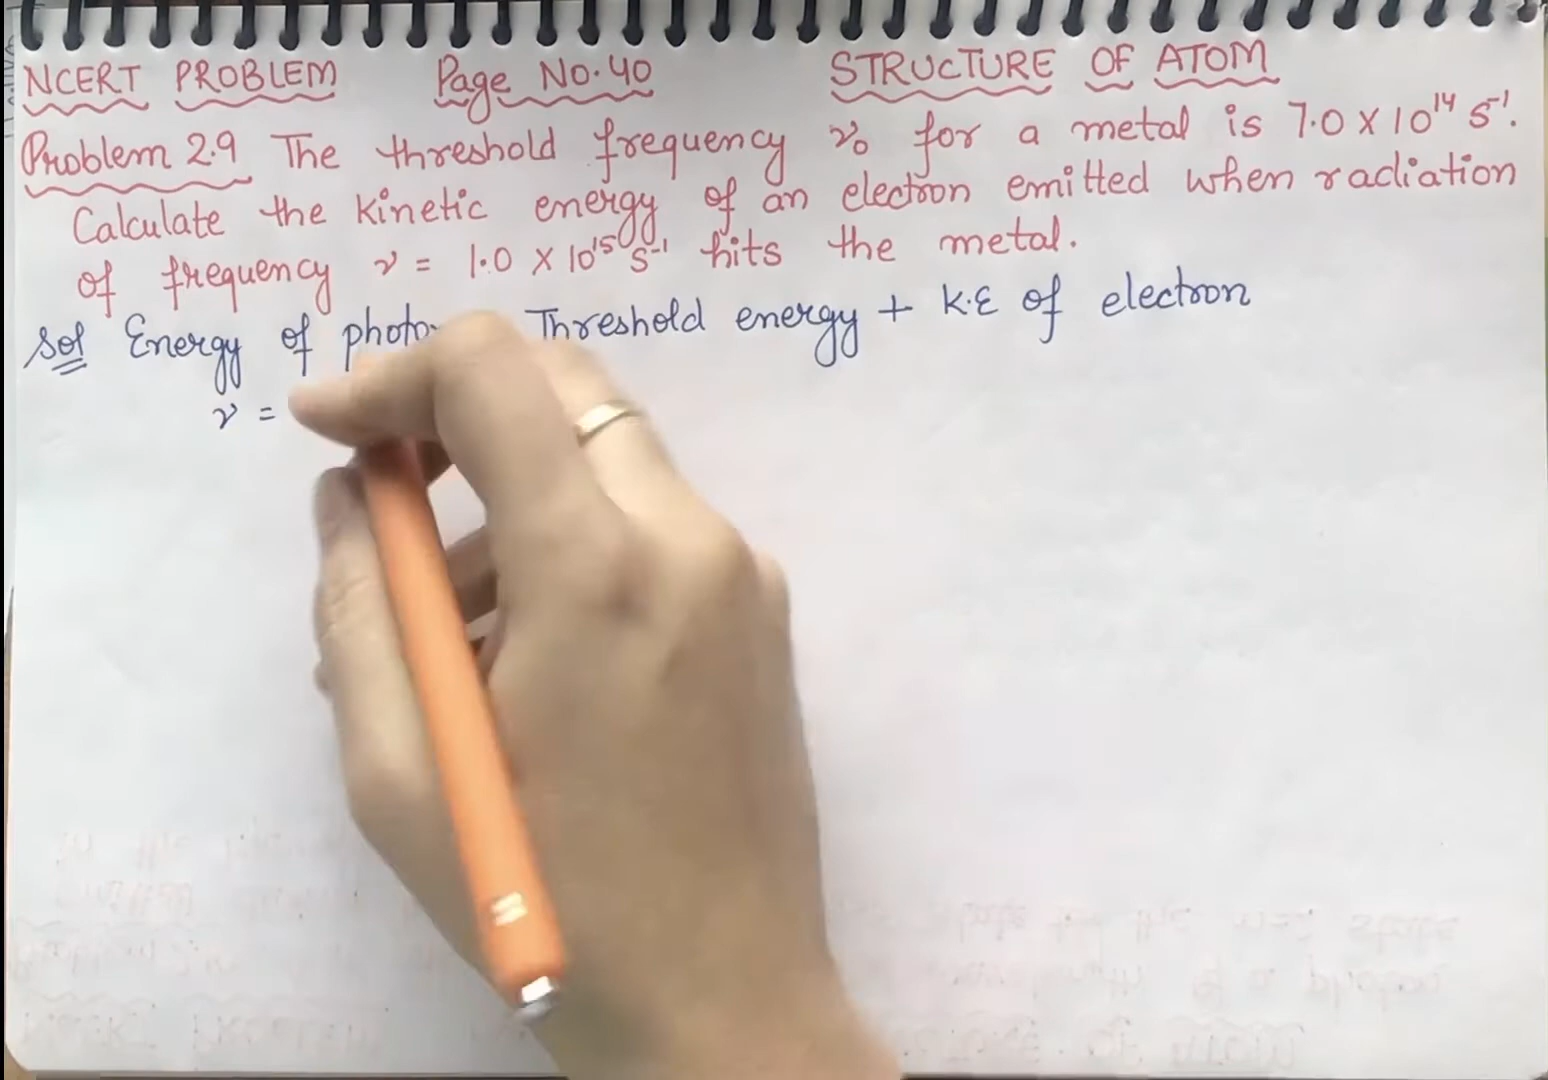 NCERT PROBLEM Page No.40 STRUCTURE OF ATOM
Problem 2.9 The threshold frequency ν₀ for a metal is 7.0 × 10¹⁴ s⁻¹.
Calculate the kinetic energy of an electron emitted when radiation
of frequency ν = 1.0 × 10¹⁵ s⁻¹ hits the metal.
Sol Energy of Threshold energy + K.E of electron
ν =